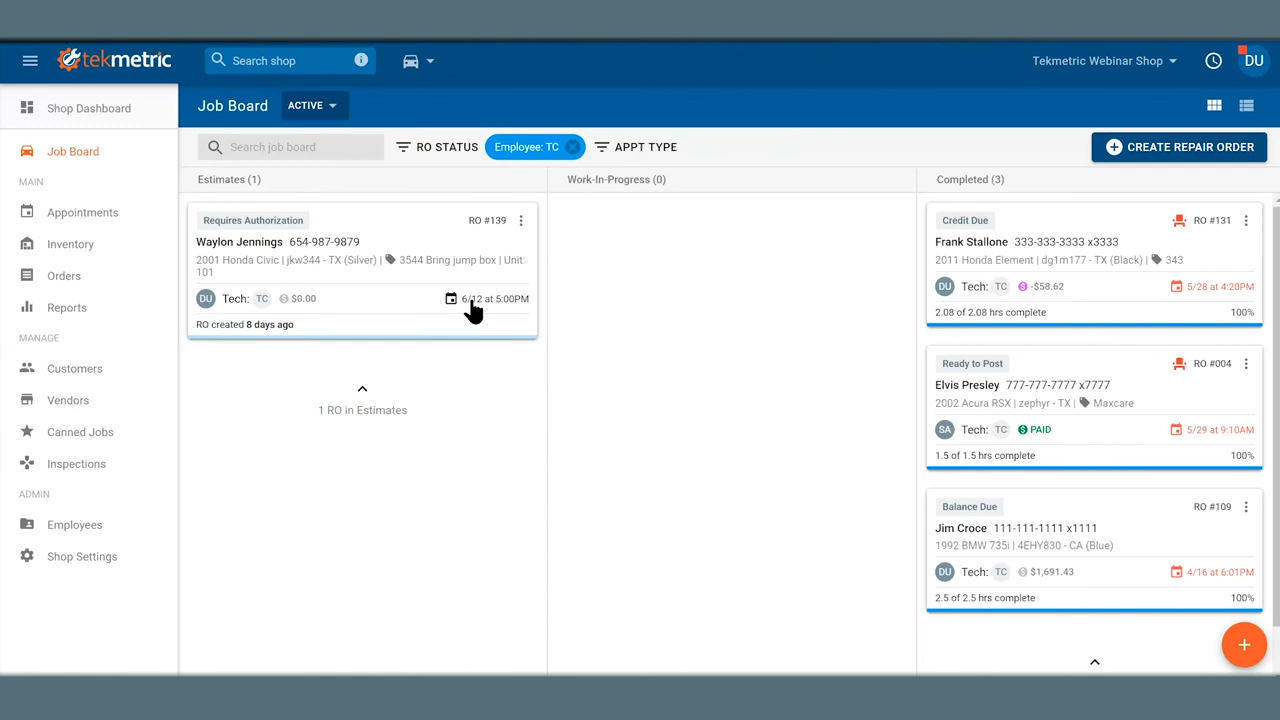 tekmetric
Search shop
Tekmetric Webinar Shop
DU
Shop Dashboard
Job Board
MAIN
Appointments
Inventory
Orders
Reports
MANAGE
Customers
Vendors
Canned Jobs
Inspections
ADMIN
Employees
Shop Settings
Job Board
ACTIVE
Search job board
RO STATUS
Employee: TC
APPT TYPE
CREATE REPAIR ORDER
Estimates (1)
Requires Authorization
RO #139
Waylon Jennings 654-987-9879
2001 Honda Civic | jkw344 - TX (Silver) | 3544 Bring jump box | Unit:
101
DU Tech: TC $0.00
6/12 at 5:00PM
RO created 8 days ago
1 RO in Estimates
Work-In-Progress (0)
Completed (3)
Credit Due
RO #131
Frank Stallone 333-333-3333 x3333
2011 Honda Element | dg1m177 - TX (Black) | 343
DU Tech: TC -$58.62
5/28 at 4:20PM
2.08 of 2.08 hrs complete
100%
Ready to Post
RO #004
Elvis Presley 777-777-7777 x7777
2002 Acura RSX | zephyr - TX | Maxcare
SA Tech: TC PAID
5/29 at 9:10AM
1.5 of 1.5 hrs complete
100%
Balance Due
RO #109
Jim Croce 111-111-1111 x1111
1992 BMW 735i | 4EHY830 - CA (Blue)
DU Tech: TC $1,691.43
4/16 at 6:01PM
2.5 of 2.5 hrs complete
100%